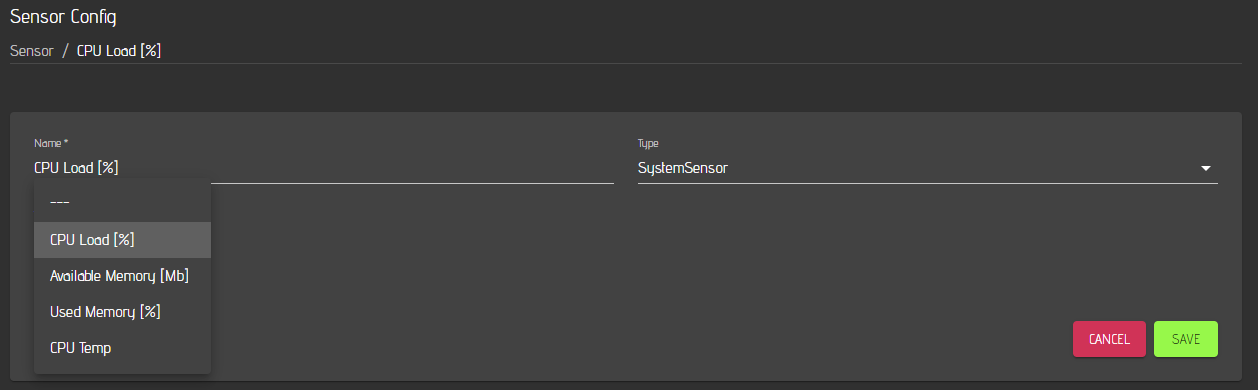 Sensor Config
Sensor / CPU Load [%]
Name * Type
CPU Load [%] SystemSensor
---
CPU Load [%]
Available Memory [Mb]
Used Memory [%]
CPU Temp
CANCEL SAVE